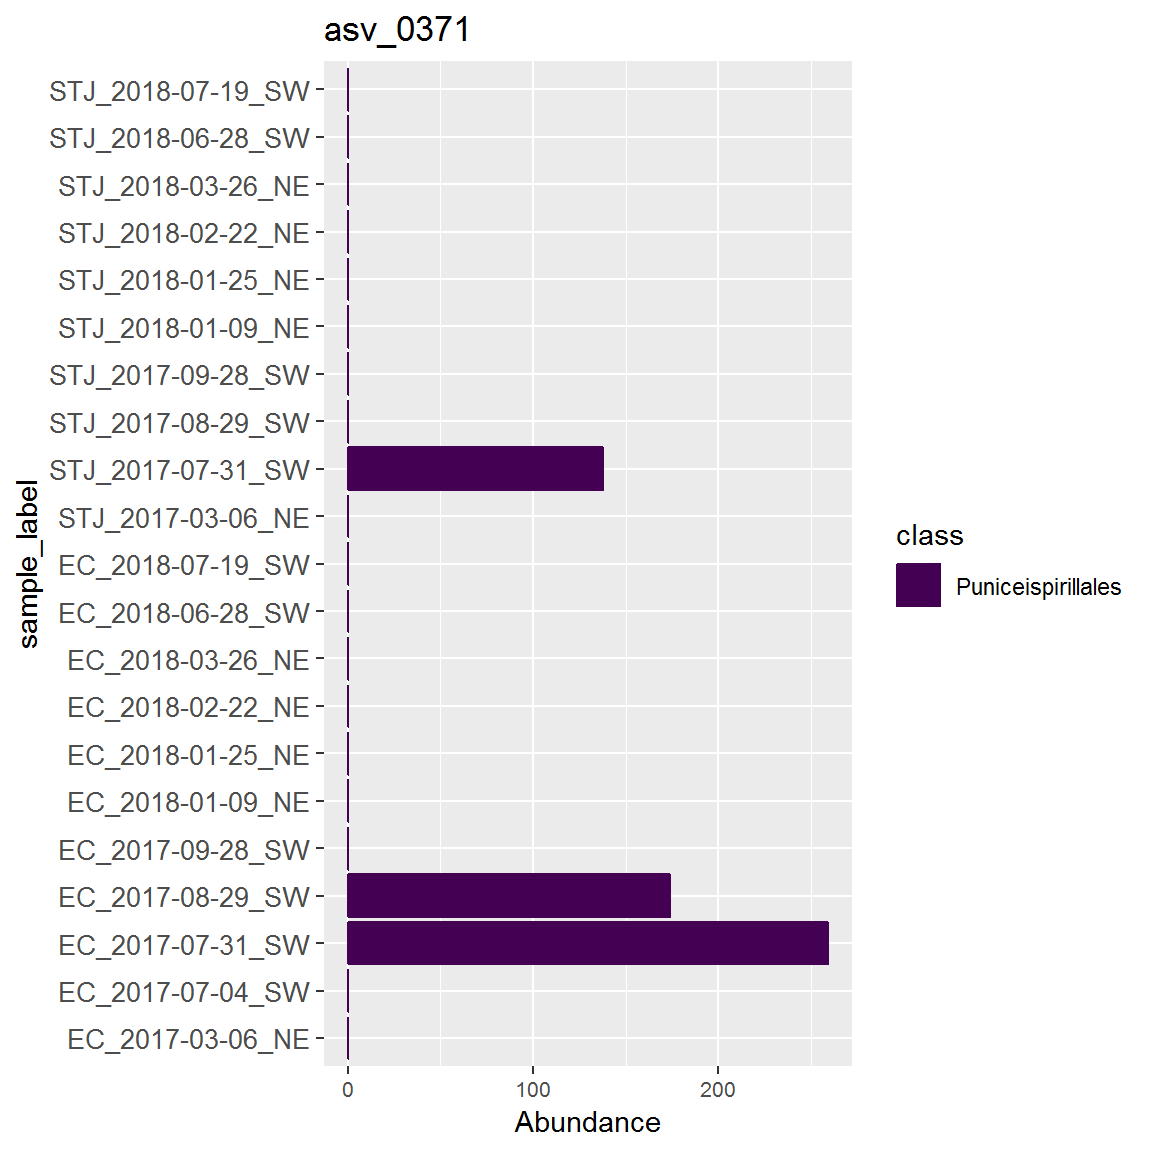 asv_0371
STJ_2018-07-19_SW
STJ_2018-06-28_SW
STJ_2018-03-26_NE
STJ_2018-02-22_NE
STJ_2018-01-25_NE
STJ_2018-01-09_NE
STJ_2017-09-28_SW
STJ_2017-08-29_SW
STJ_2017-07-31_SW
STJ_2017-03-06_NE
EC_2018-07-19_SW
EC_2018-06-28_SW
EC_2018-03-26_NE
EC_2018-02-22_NE
EC_2018-01-25_NE
EC_2018-01-09_NE
EC_2017-09-28_SW
EC_2017-08-29_SW
EC_2017-07-31_SW
EC_2017-07-04_SW
EC_2017-03-06_NE
sample_label
0 100 200
Abundance
class
Puniceispirillales